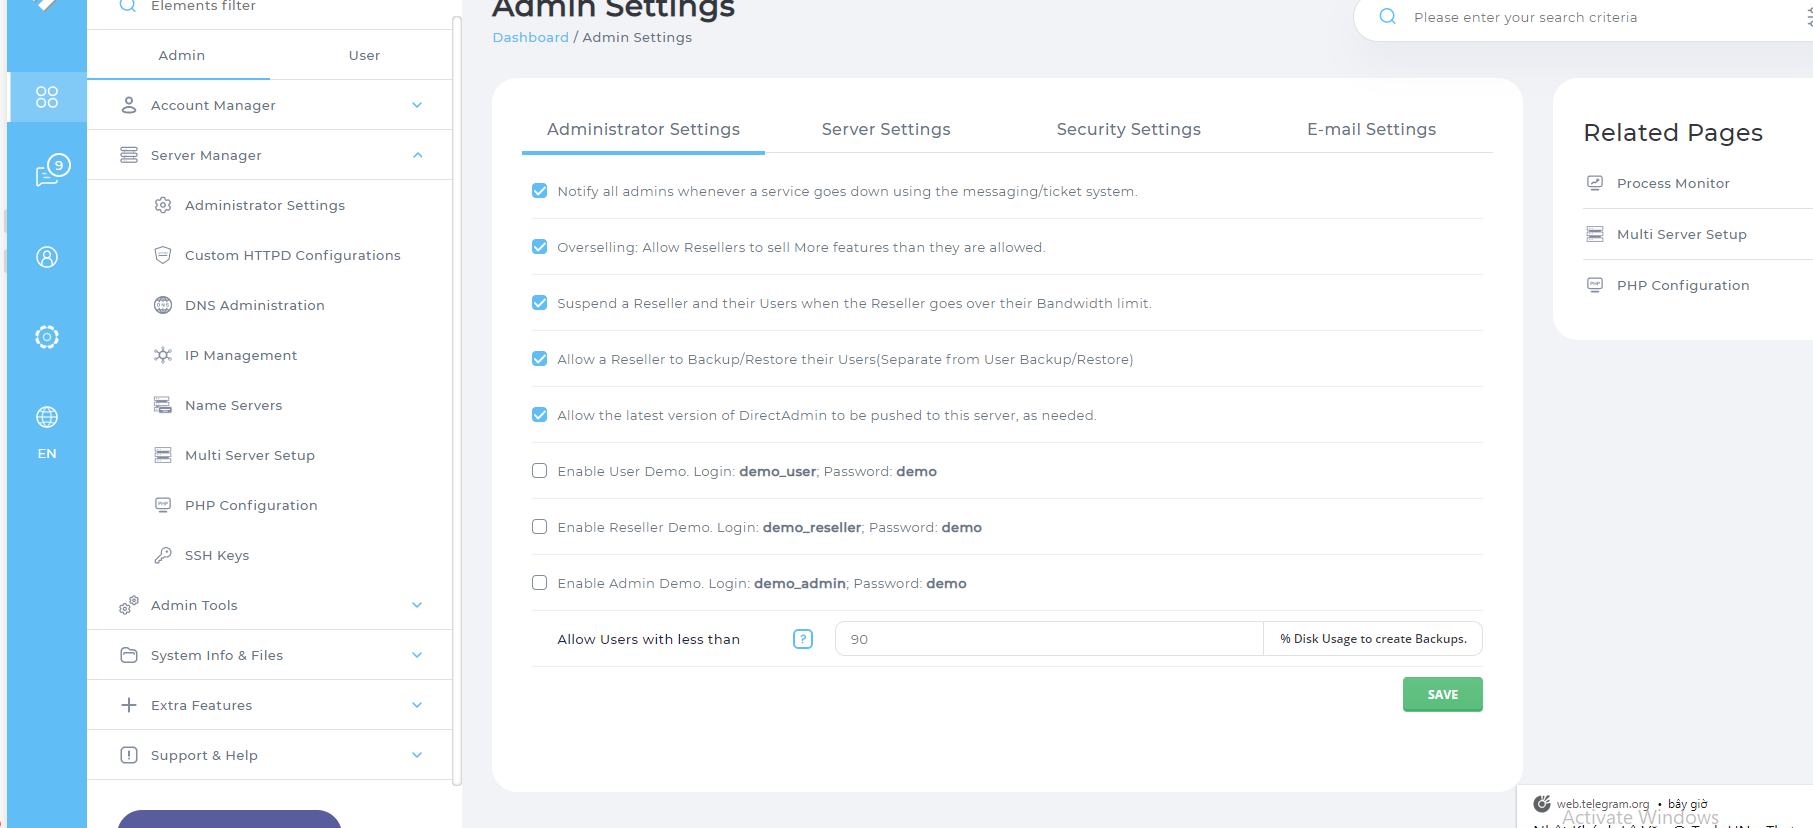 Elements filter
Admin
User
9
EN
Account Manager
Server Manager
Administrator Settings
Custom HTTPD Configurations
DNS Administration
IP Management
Name Servers
Multi Server Setup
PHP Configuration
SSH Keys
Admin Tools
System Info & Files
Extra Features
Support & Help
Admin Settings
Dashboard / Admin Settings
Please enter your search criteria
Administrator Settings
Server Settings
Security Settings
E-mail Settings
Notify all admins whenever a service goes down using the messaging/ticket system.
Overselling: Allow Resellers to sell More features than they are allowed.
Suspend a Reseller and their Users when the Reseller goes over their Bandwidth limit.
Allow a Reseller to Backup/Restore their Users(Separate from User Backup/Restore)
Allow the latest version of DirectAdmin to be pushed to this server, as needed.
Enable User Demo. Login: demo_user; Password: demo
Enable Reseller Demo. Login: demo_reseller; Password: demo
Enable Admin Demo. Login: demo_admin; Password: demo
Allow Users with less than
?
90
% Disk Usage to create Backups.
SAVE
Related Pages
Process Monitor
Multi Server Setup
PHP Configuration
web.telegram.org • bây giờ
Activate Windows